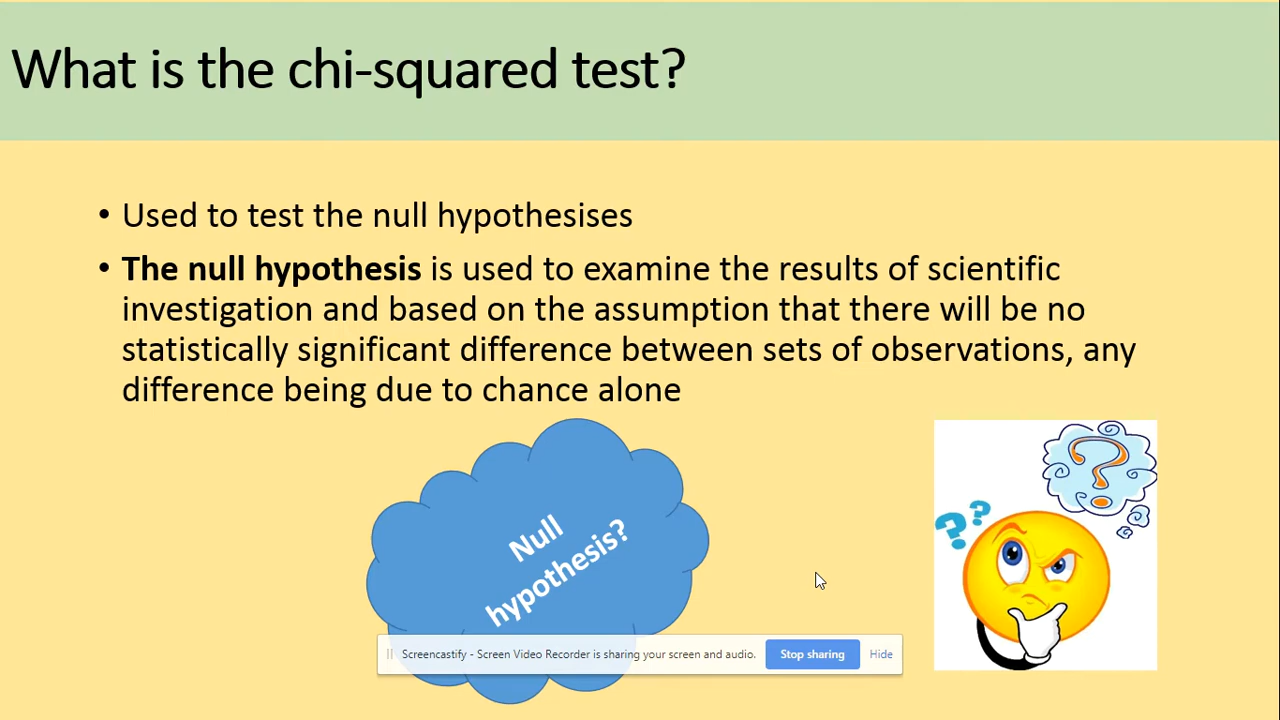 What is the chi-squared test?
• Used to test the null hypothesises
• The null hypothesis is used to examine the results of scientific
investigation and based on the assumption that there will be no
statistically significant difference between sets of observations, any
difference being due to chance alone
Null
hypothesis?
? ?
?
Screencastify - Screen Video Recorder is sharing your screen and audio.
Stop sharing
Hide